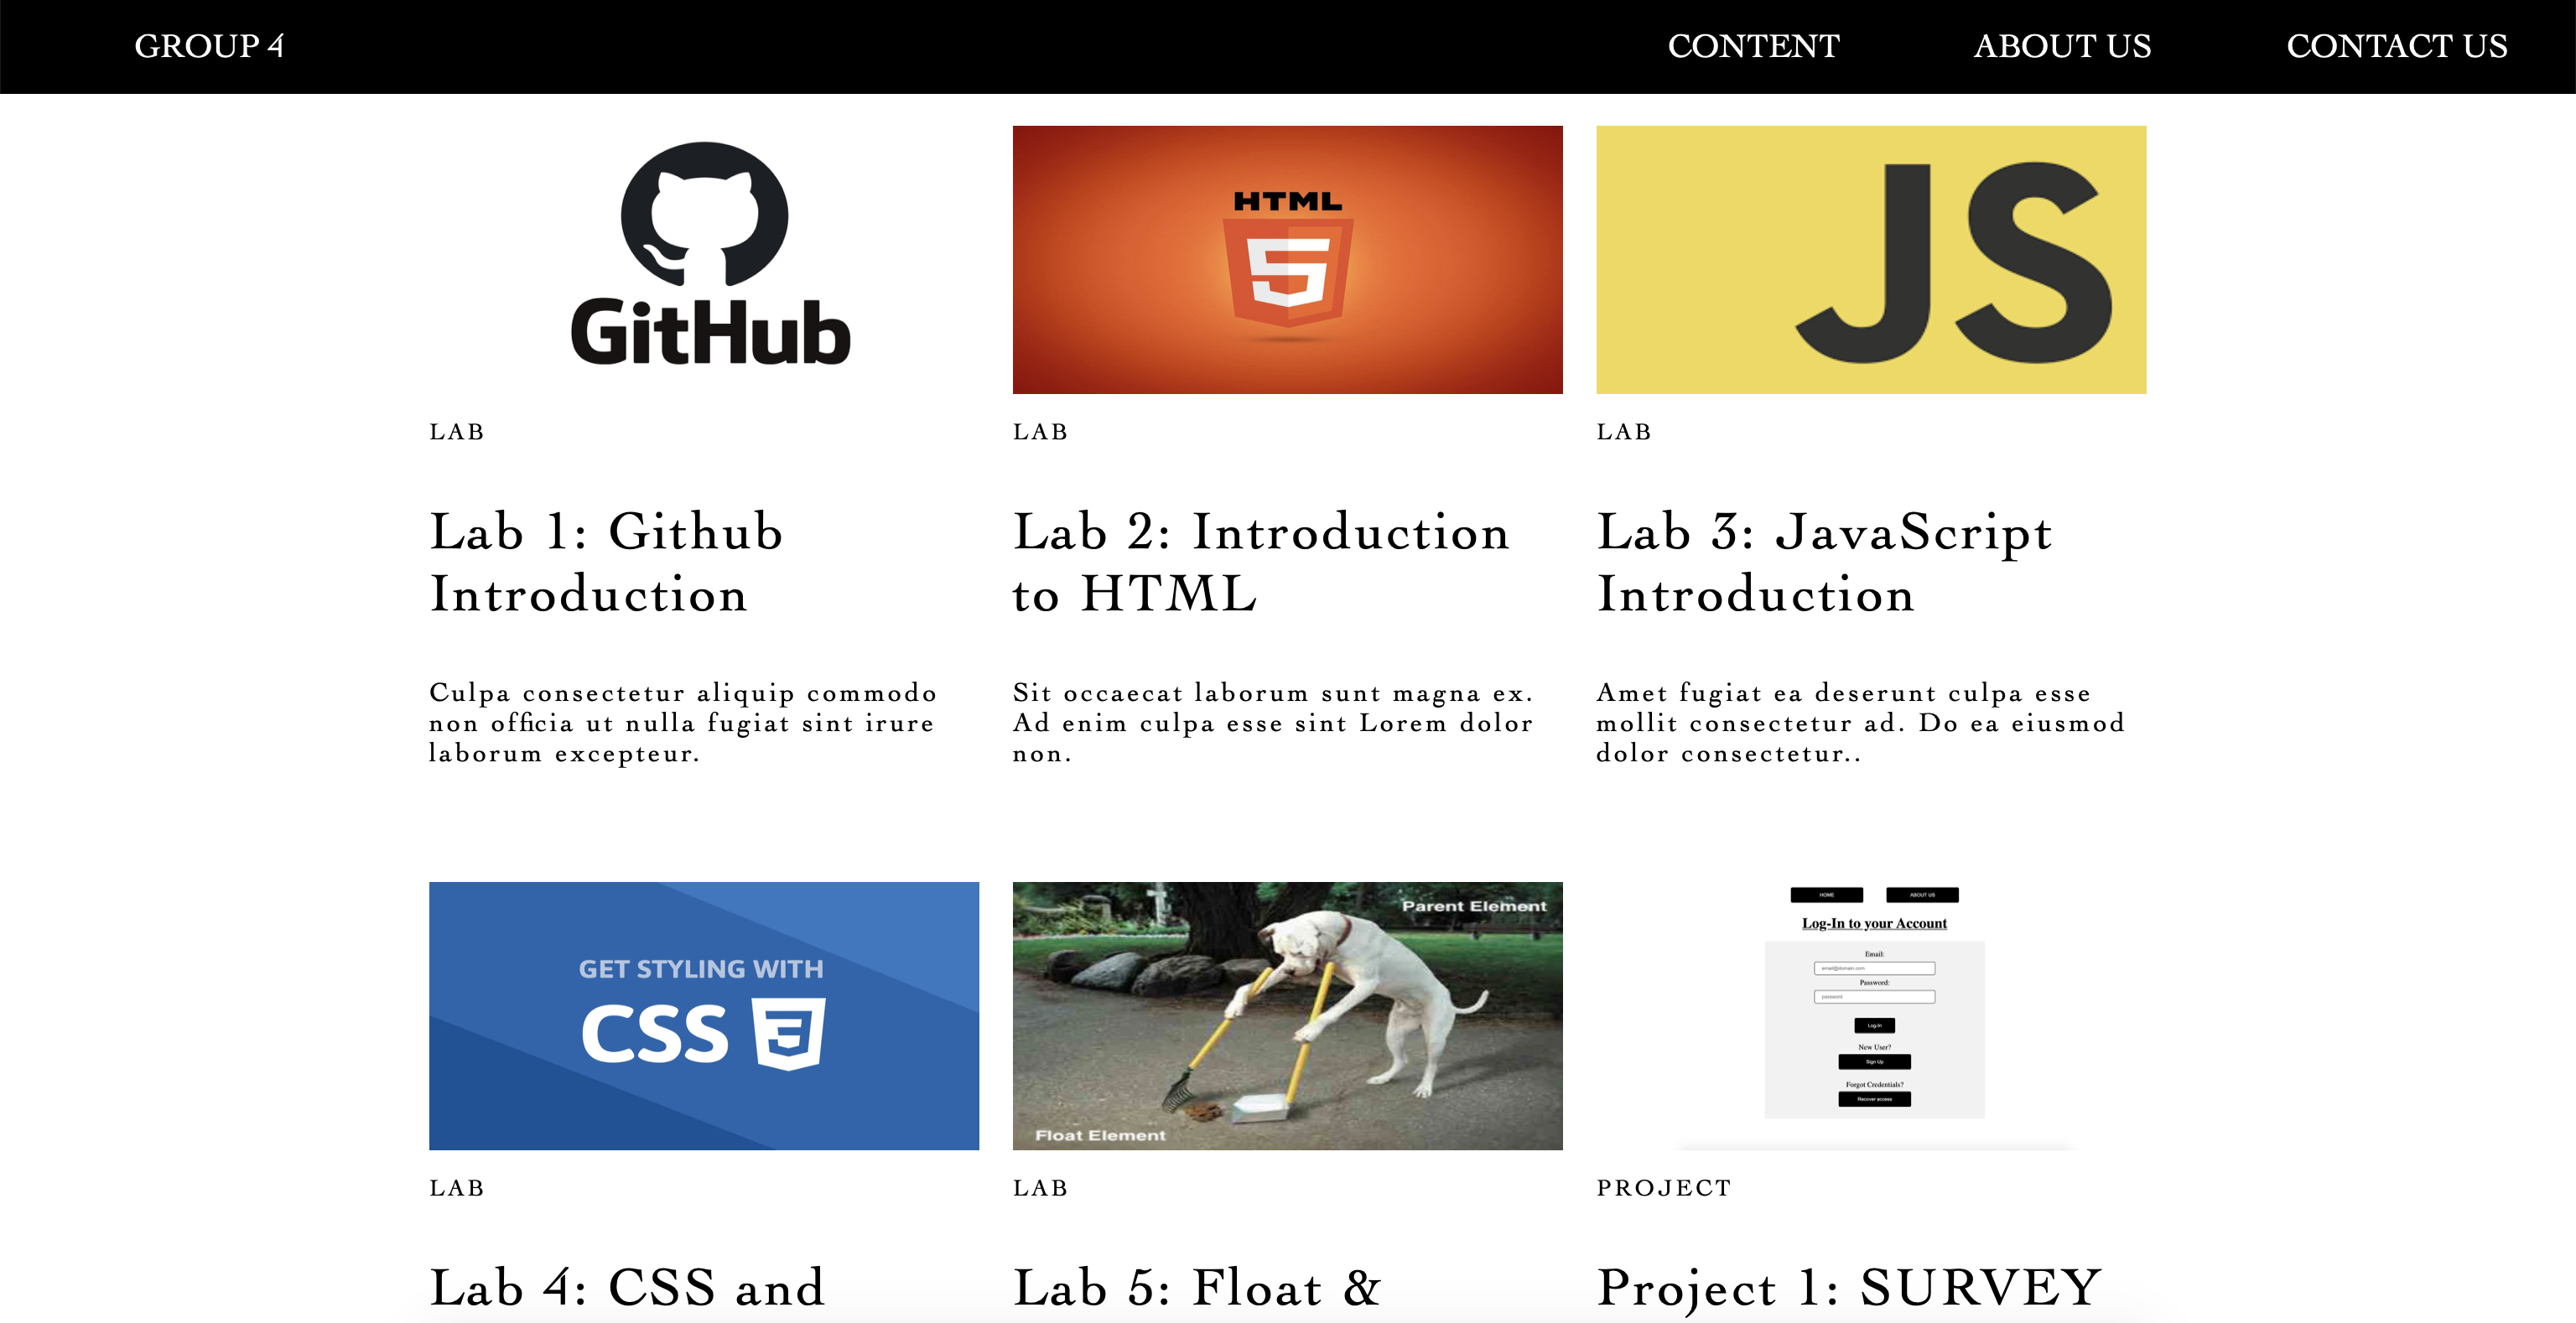 GROUP 4
CONTENT
ABOUT US
CONTACT US
GitHub
HTML
5
JS
LAB
LAB
LAB
Lab 1: Github
Introduction
Lab 2: Introduction
to HTML
Lab 3: JavaScript
Introduction
Culpa consectetur aliquip commodo
non officia ut nulla fugiat sint irure
laborum excepteur.
Sit occaecat laborum sunt magna ex.
Ad enim culpa esse sint Lorem dolor
non.
Amet fugiat ea deserunt culpa esse
mollit consectetur ad. Do ea eiusmod
dolor consectetur..
GET STYLING WITH
CSS 3
Parent Element
Float Element
HOME
ABOUT US
Log-In to your Account
Email:
email@domain.com
Password:
password
Log-In
New User?
Sign Up
Forgot Credentials?
Recover access
LAB
LAB
PROJECT
Lab 4: CSS and
Lab 5: Float &
Project 1: SURVEY